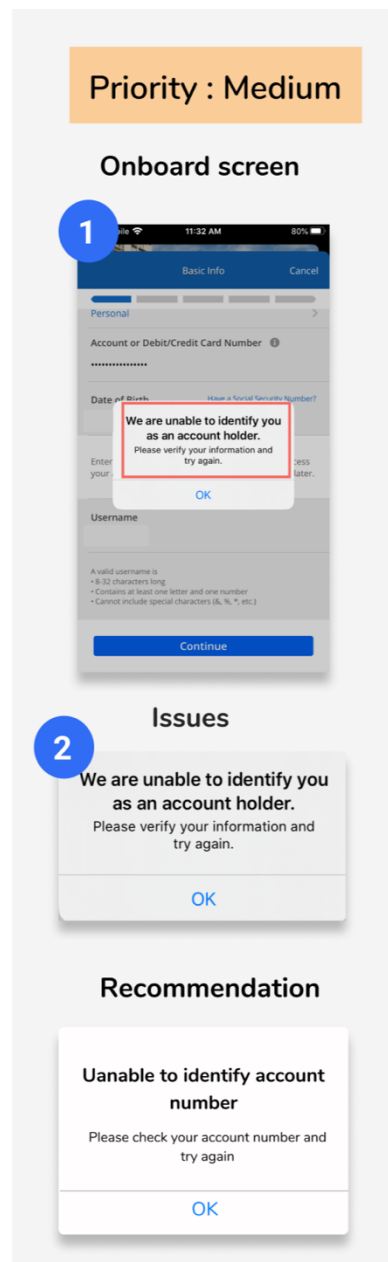 Priority : Medium
Onboard screen
1
11:32 AM 80%
Basic Info Cancel
Personal >
Account or Debit/Credit Card Number
••••••••••••••••
Date of Birth Have a Social Security Number?
We are unable to identify you
as an account holder.
Please verify your information and
try again.
Enter
your
later.
OK
Username
A valid username is
• 8-32 characters long
• Contains at least one letter and one number
• Cannot include special characters (&, %, *, etc.)
Continue
Issues
2
We are unable to identify you
as an account holder.
Please verify your information and
try again.
OK
Recommendation
Uanable to identify account
number
Please check your account number and
try again
OK